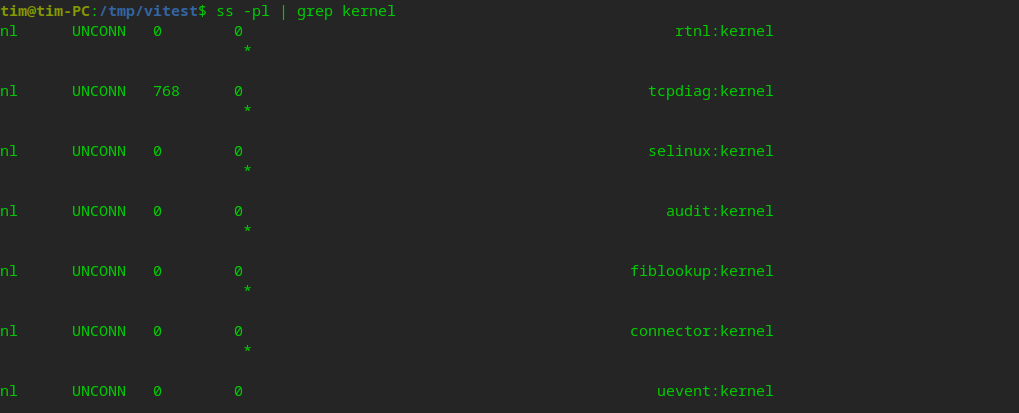 tim@tim-PC:/tmp/vitest$ ss -pl | grep kernel
nl UNCONN 0 0 rtnl:kernel
*
nl UNCONN 768 0 tcpdiag:kernel
*
nl UNCONN 0 0 selinux:kernel
*
nl UNCONN 0 0 audit:kernel
*
nl UNCONN 0 0 fiblookup:kernel
*
nl UNCONN 0 0 connector:kernel
*
nl UNCONN 0 0 uevent:kernel